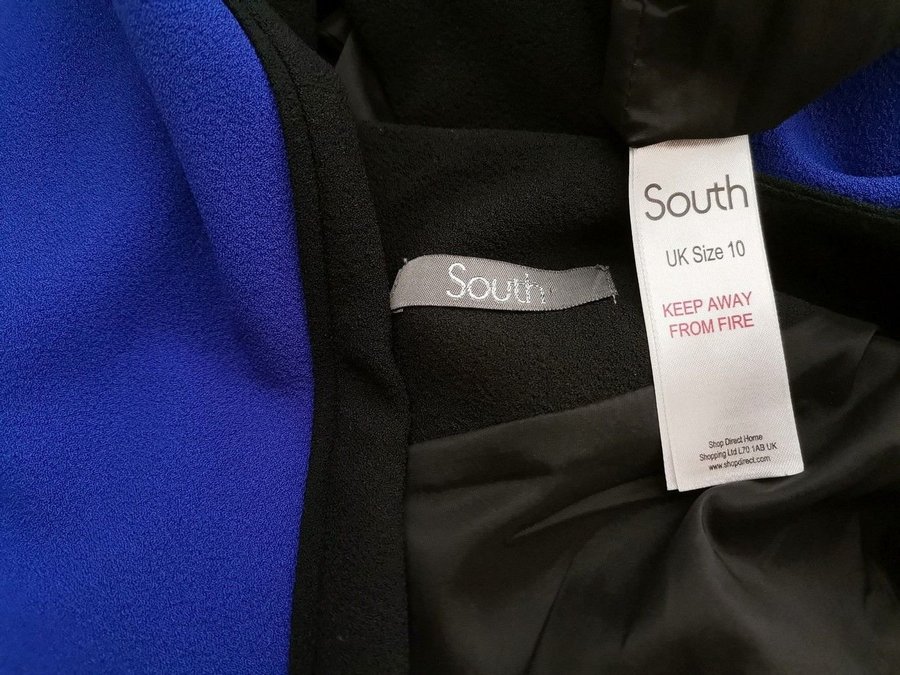 South
South
UK Size 10
KEEP AWAY
FROM FIRE
Shop Direct Home
Shopping Ltd L70 1AB UK
www.shopdirect.com